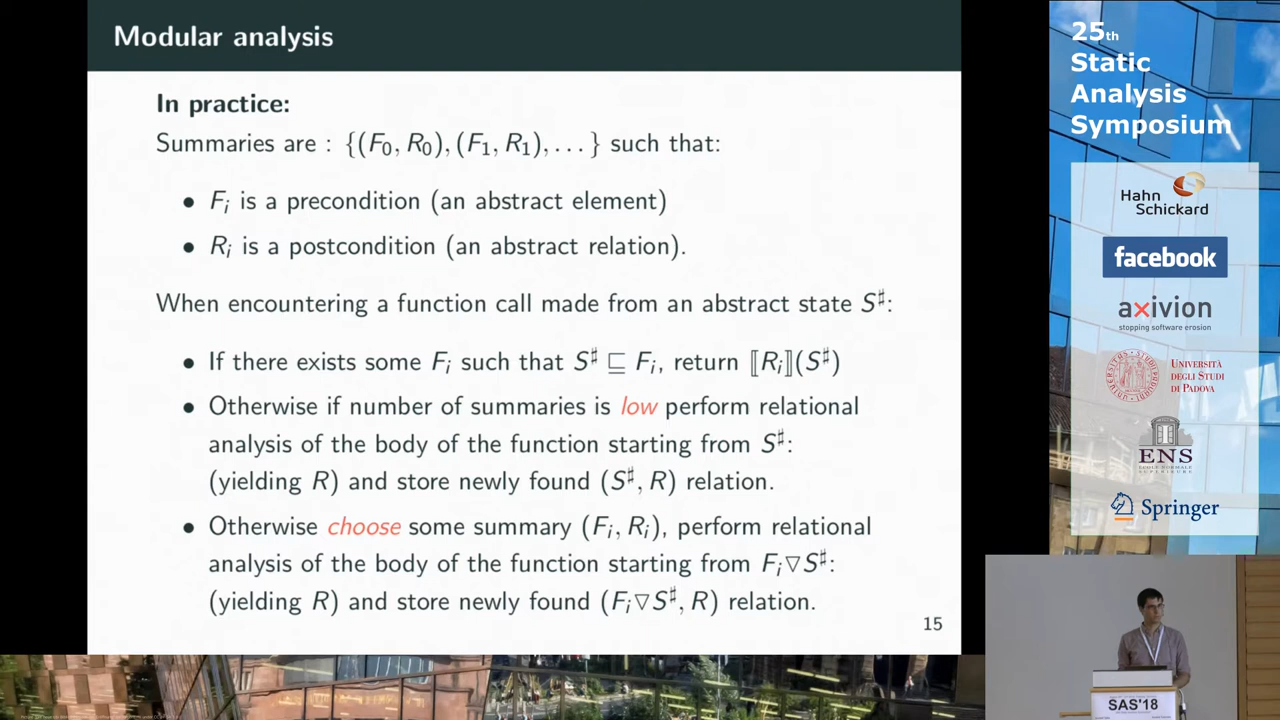 Modular analysis
In practice:
Summaries are : {(F₀, R₀), (F₁, R₁), . . . } such that:
• Fᵢ is a precondition (an abstract element)
• Rᵢ is a postcondition (an abstract relation).
When encountering a function call made from an abstract state S♯:
• If there exists some Fᵢ such that S♯ ⊑ Fᵢ, return ⟦Rᵢ⟧(S♯)
• Otherwise if number of summaries is low perform relational
analysis of the body of the function starting from S♯:
(yielding R) and store newly found (S♯, R) relation.
• Otherwise choose some summary (Fᵢ, Rᵢ), perform relational
analysis of the body of the function starting from Fᵢ▽S♯:
(yielding R) and store newly found (Fᵢ▽S♯, R) relation.
15
25th
Static
Analysis
Symposium
Hahn
Schickard
facebook
axivion
stopping software erosion
UNIVERSITÀ
DEGLI STUDI
DI PADOVA
ENS
Springer
SAS'18